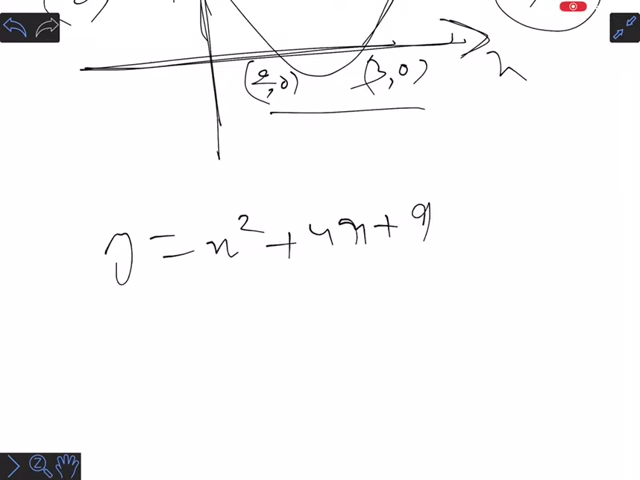 (2, 0) (3, 0) x
y = x² + 4x + 9